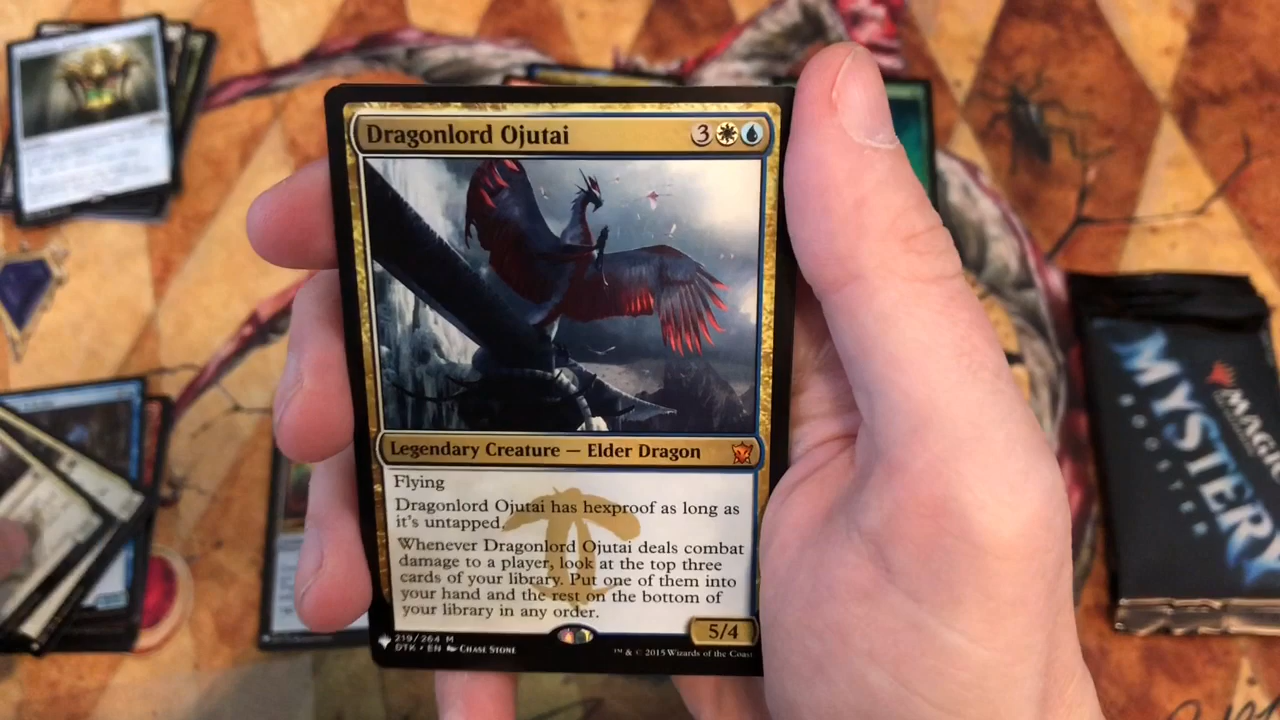 Dragonlord Ojutai
3
Legendary Creature — Elder Dragon
Flying
Dragonlord Ojutai has hexproof as long as
it's untapped.
Whenever Dragonlord Ojutai deals combat
damage to a player, look at the top three
cards of your library. Put one of them into
your hand and the rest on the bottom of
your library in any order.
5/4
219/264 M
DTK • EN CHASE STONE
™ & © 2015 Wizards of the Coast
MAGIC
MYSTERY
BOOSTER